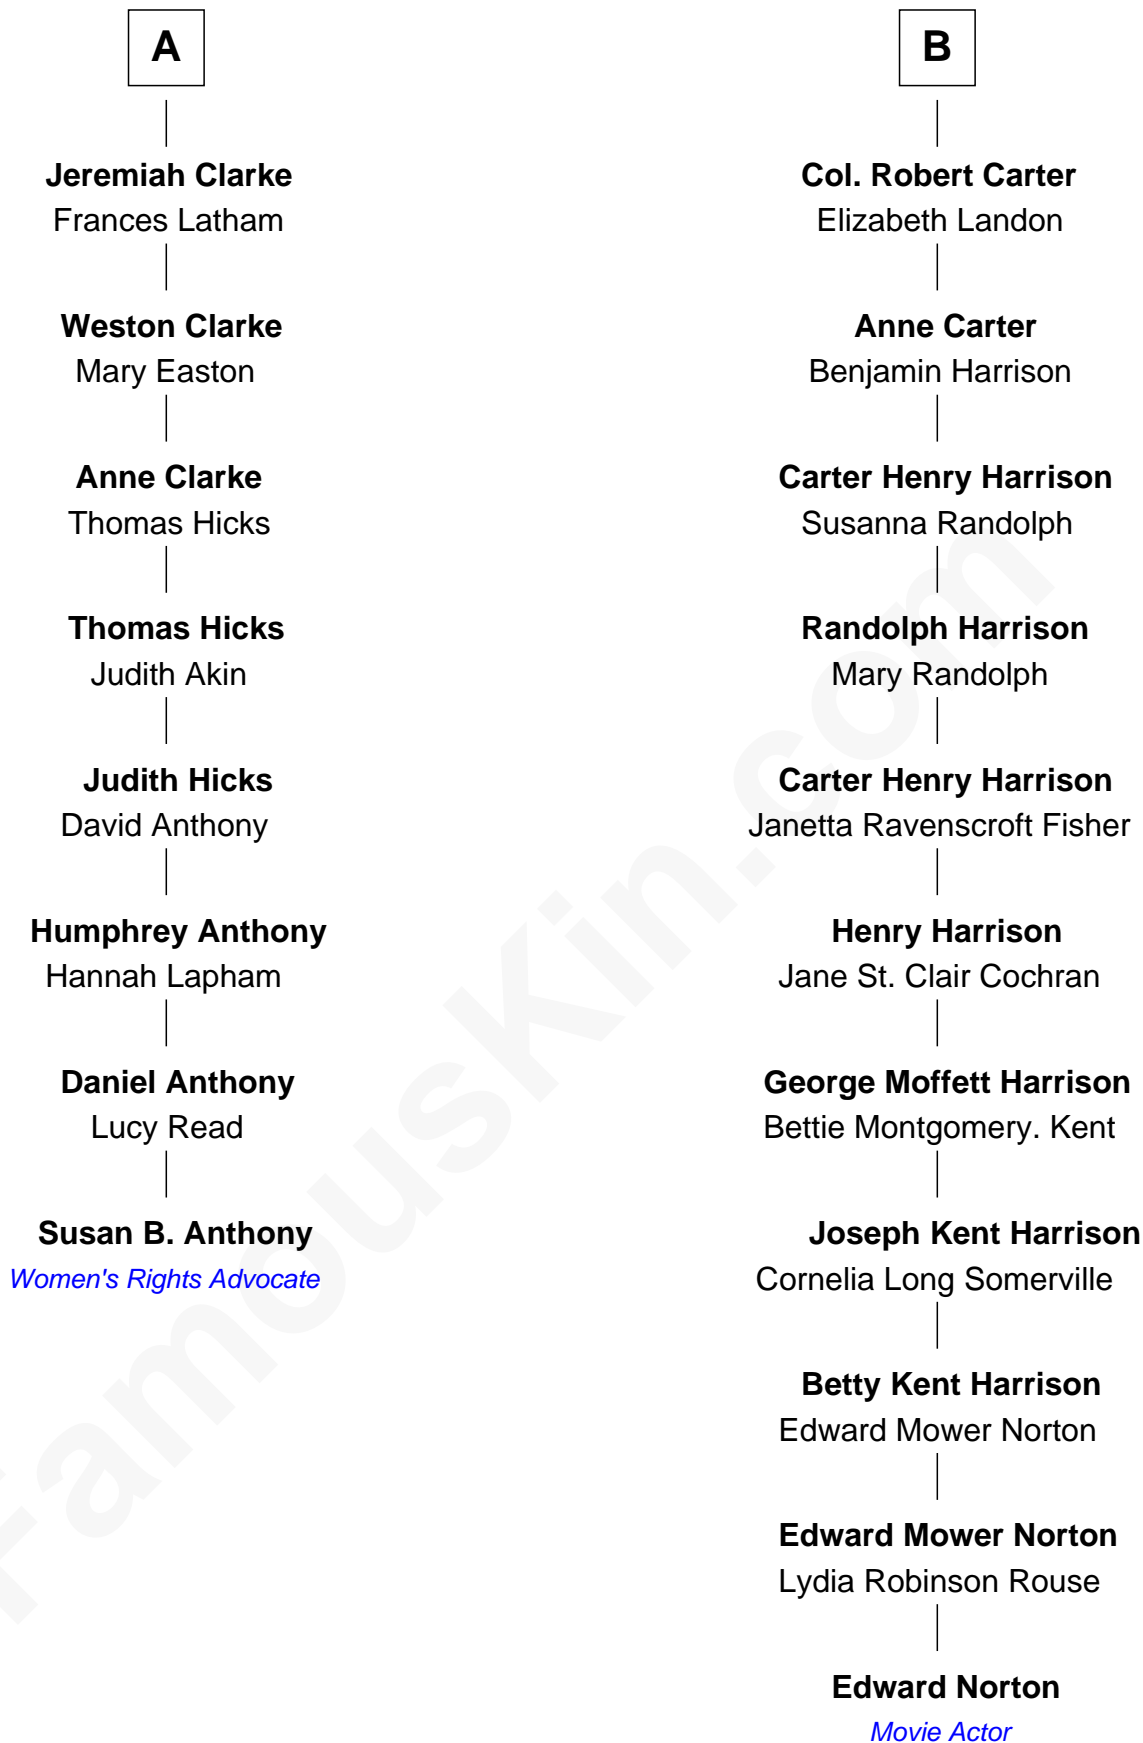 A
Jeremiah Clarke
Frances Latham
Weston Clarke
Mary Easton
Anne Clarke
Thomas Hicks
Thomas Hicks
Judith Akin
Judith Hicks
David Anthony
Humphrey Anthony
Hannah Lapham
Daniel Anthony
Lucy Read
Susan B. Anthony
Women's Rights Advocate
B
Col. Robert Carter
Elizabeth Landon
Anne Carter
Benjamin Harrison
Carter Henry Harrison
Susanna Randolph
Randolph Harrison
Mary Randolph
Carter Henry Harrison
Janetta Ravenscroft Fisher
Henry Harrison
Jane St. Clair Cochran
George Moffett Harrison
Bettie Montgomery. Kent
Joseph Kent Harrison
Cornelia Long Somerville
Betty Kent Harrison
Edward Mower Norton
Edward Mower Norton
Lydia Robinson Rouse
Edward Norton
Movie Actor
FamousKin.com